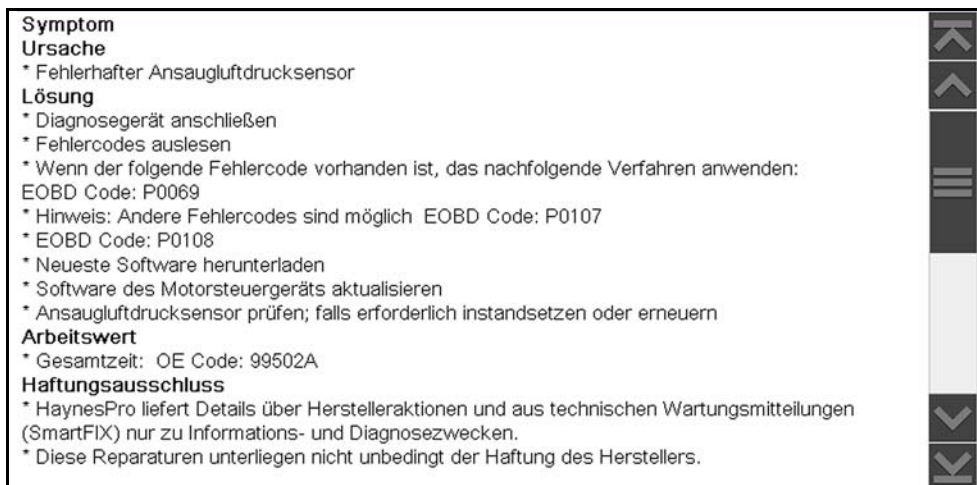 Symptom
Ursache
* Fehlerhafter Ansaugluftdrucksensor
Lösung
* Diagnosegerät anschließen
* Fehlercodes auslesen
* Wenn der folgende Fehlercode vorhanden ist, das nachfolgende Verfahren anwenden:
EOBD Code: P0069
* Hinweis: Andere Fehlercodes sind möglich  EOBD Code: P0107
* EOBD Code: P0108
* Neueste Software herunterladen
* Software des Motorsteuergeräts aktualisieren
* Ansaugluftdrucksensor prüfen; falls erforderlich instandsetzen oder erneuern
Arbeitswert
* Gesamtzeit:  OE Code: 99502A
Haftungsausschluss
* HaynesPro liefert Details über Herstelleraktionen und aus technischen Wartungsmitteilungen
(SmartFIX) nur zu Informations- und Diagnosezwecken.
* Diese Reparaturen unterliegen nicht unbedingt der Haftung des Herstellers.